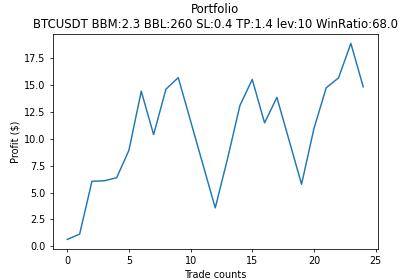 Portfolio
BTCUSDT BBM:2.3 BBL:260 SL:0.4 TP:1.4 lev:10 WinRatio:68.0
17.5
15.0
12.5
10.0
7.5
5.0
2.5
0.0
Profit ($)
0 5 10 15 20 25
Trade counts